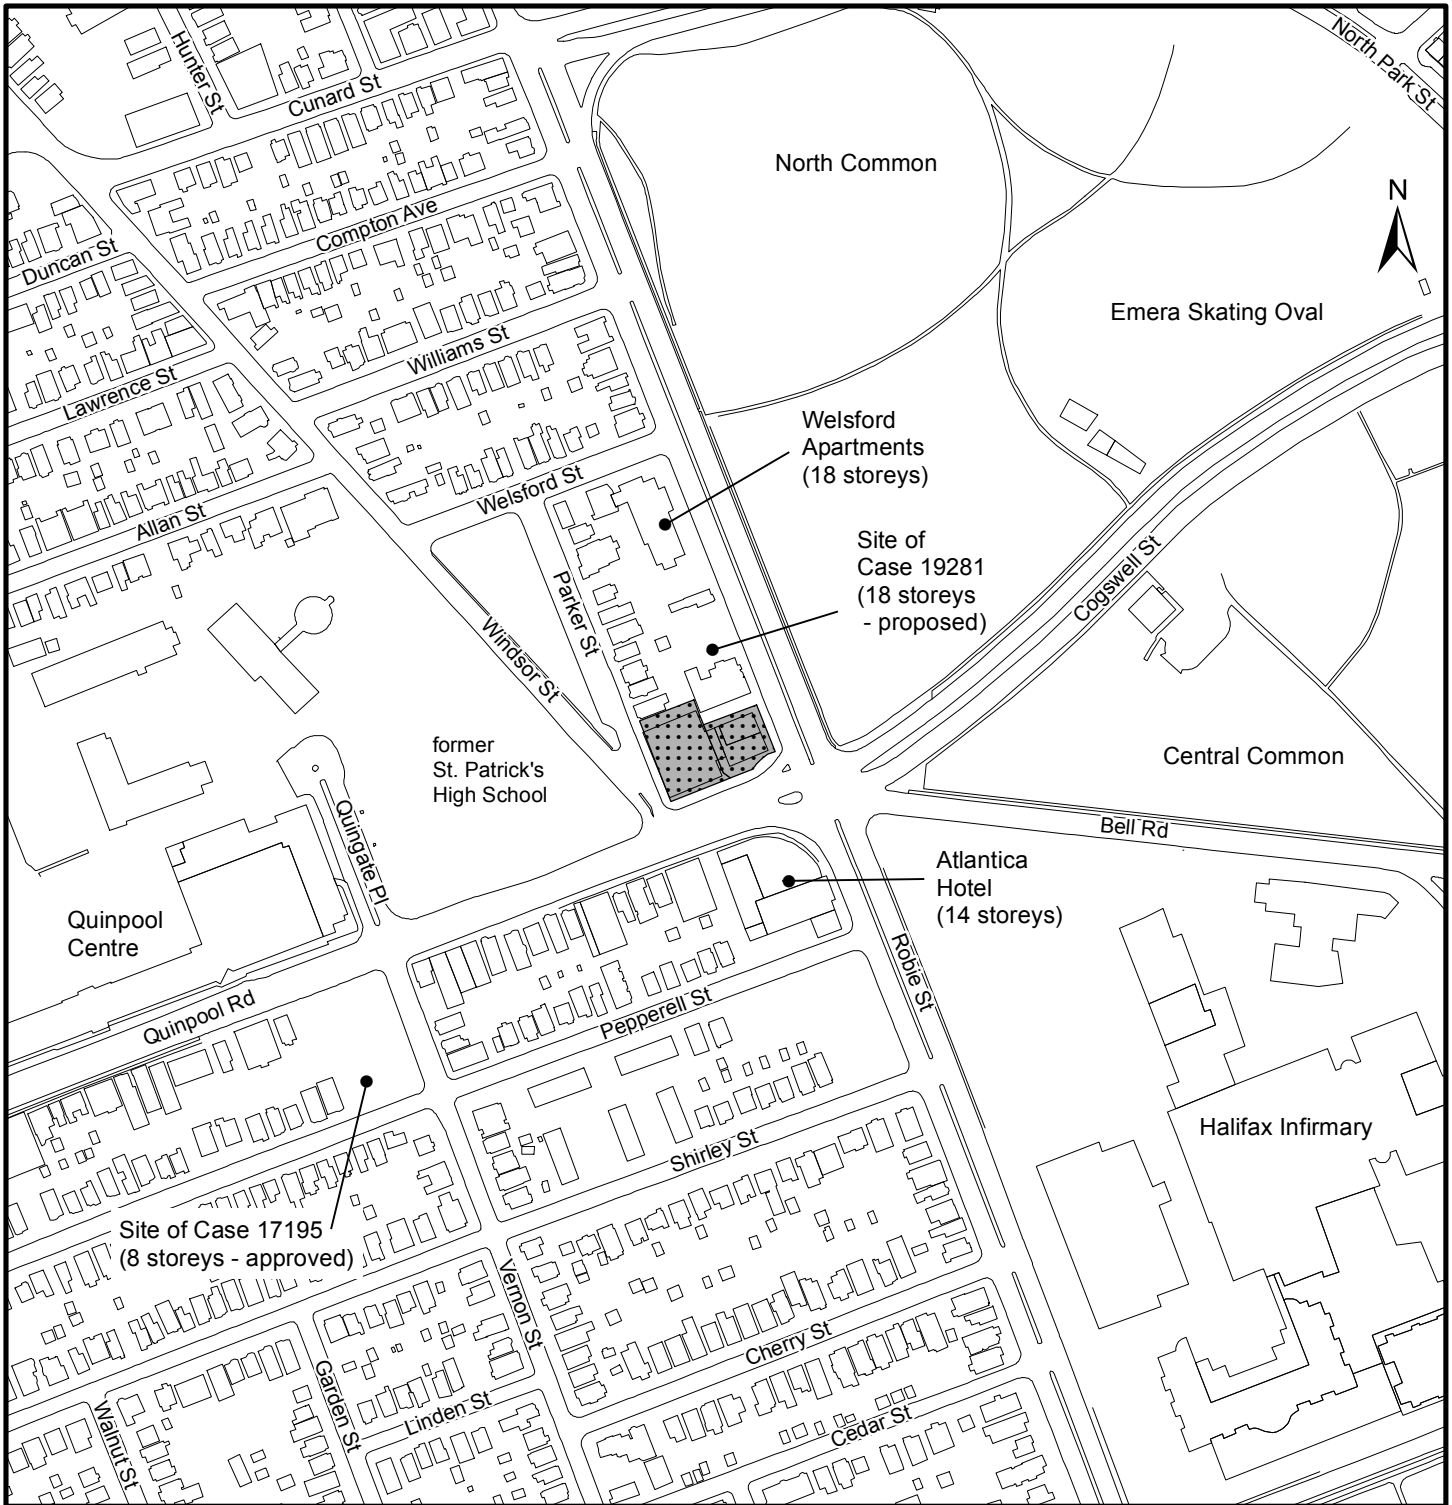 Hunter St
Cunard St
North Park St
North Common
N
Compton Ave
Duncan St
Emera Skating Oval
Williams St
Lawrence St
Welsford
Apartments
(18 storeys)
Welsford St
Allan St
Site of
Case 19281
(18 storeys
- proposed)
Cogswell St
Parker St
Windsor St
former
St. Patrick's
High School
Central Common
Quingate Pl
Bell Rd
Atlantica
Hotel
(14 storeys)
Quinpool
Centre
Robie St
Quinpool Rd
Pepperell St
Halifax Infirmary
Shirley St
Site of Case 17195
(8 storeys - approved)
Vernon St
Cherry St
Garden St
Linden St
Walnut St
Cedar St